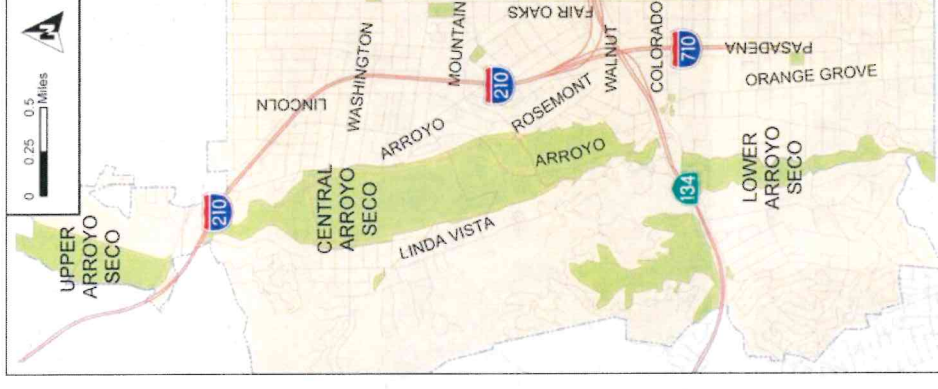 N
0
0.25
0.5
Miles
UPPER
ARROYO
SECO
210
LINCOLN
WASHINGTON
MOUNTAIN
FAIR OAKS
CENTRAL
ARROYO
SECO
ARROYO
210
ROSEMONT
WALNUT
COLORADO
710
PASADENA
ARROYO
ORANGE GROVE
LINDA VISTA
134
LOWER
ARROYO
SECO